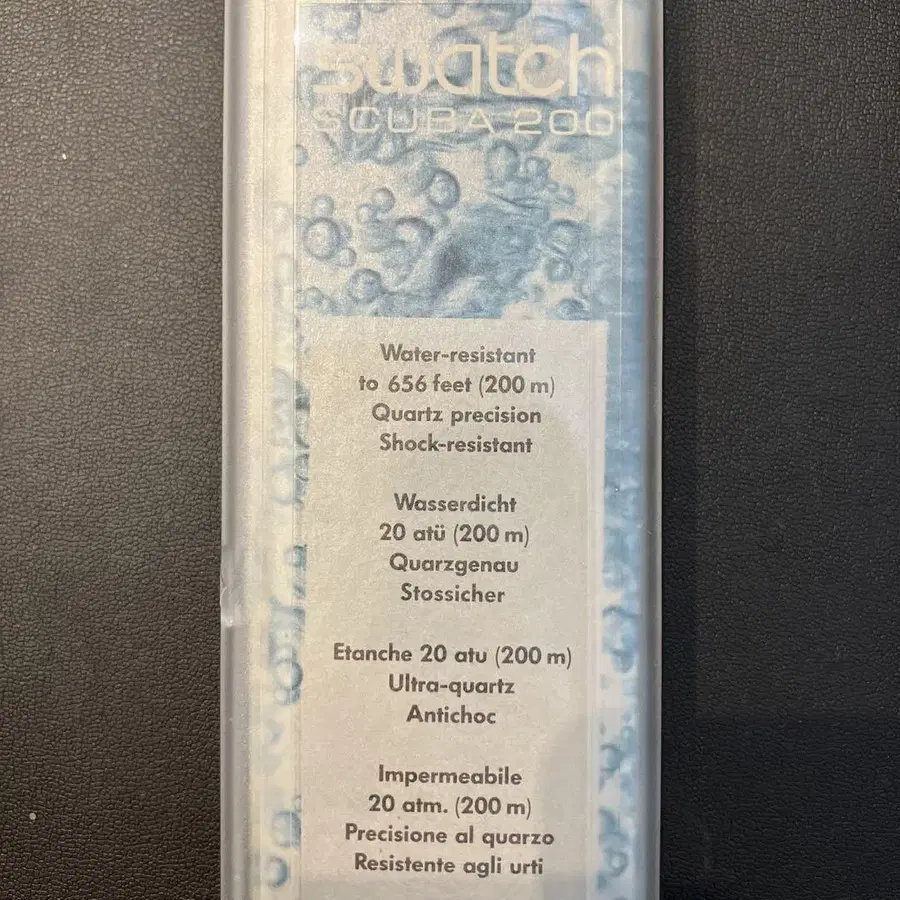 swatch
SCUBA 200
Water-resistant
to 656 feet (200 m)
Quartz precision
Shock-resistant
Wasserdicht
20 atü (200 m)
Quarzgenau
Stossicher
Etanche 20 atu (200 m)
Ultra-quartz
Antichoc
Impermeabile
20 atm. (200 m)
Precisione al quarzo
Resistente agli urti